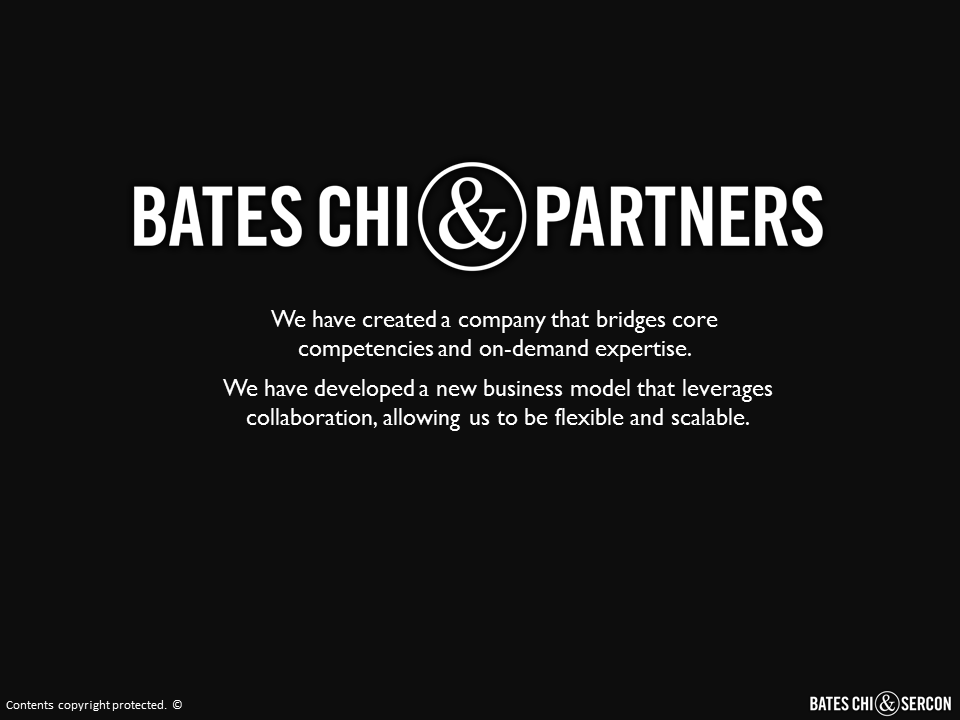 BATES CHI & PARTNERS
We have created a company that bridges core
competencies and on-demand expertise.
We have developed a new business model that leverages
collaboration, allowing us to be flexible and scalable.
Contents copyright protected. ©
BATES CHI & SERCON